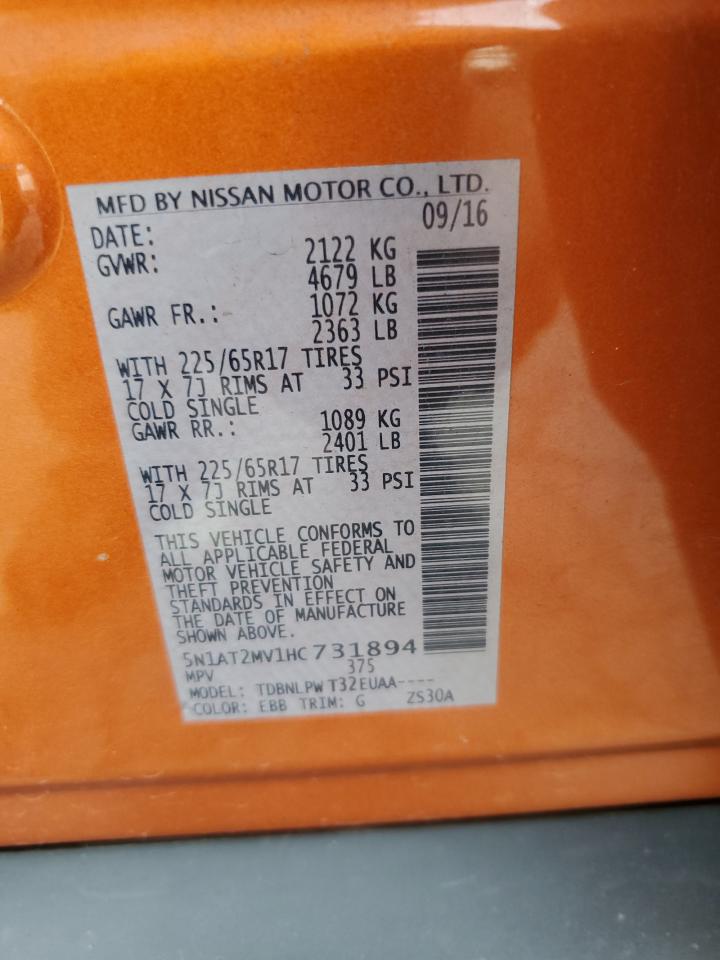 MFD BY NISSAN MOTOR CO., LTD.
DATE: 09/16
GVWR: 2122 KG
4679 LB
GAWR FR.: 1072 KG
2363 LB
WITH 225/65R17 TIRES
17 X 7J RIMS AT 33 PSI
COLD SINGLE
GAWR RR.: 1089 KG
2401 LB
WITH 225/65R17 TIRES
17 X 7J RIMS AT 33 PSI
COLD SINGLE
THIS VEHICLE CONFORMS TO
ALL APPLICABLE FEDERAL
MOTOR VEHICLE SAFETY AND
THEFT PREVENTION
STANDARDS IN EFFECT ON
THE DATE OF MANUFACTURE
SHOWN ABOVE.
5N1AT2MV1HC731894
MPV 375
MODEL: TDBNLPW T32EUAA----
COLOR: EBB TRIM: G ZS30A